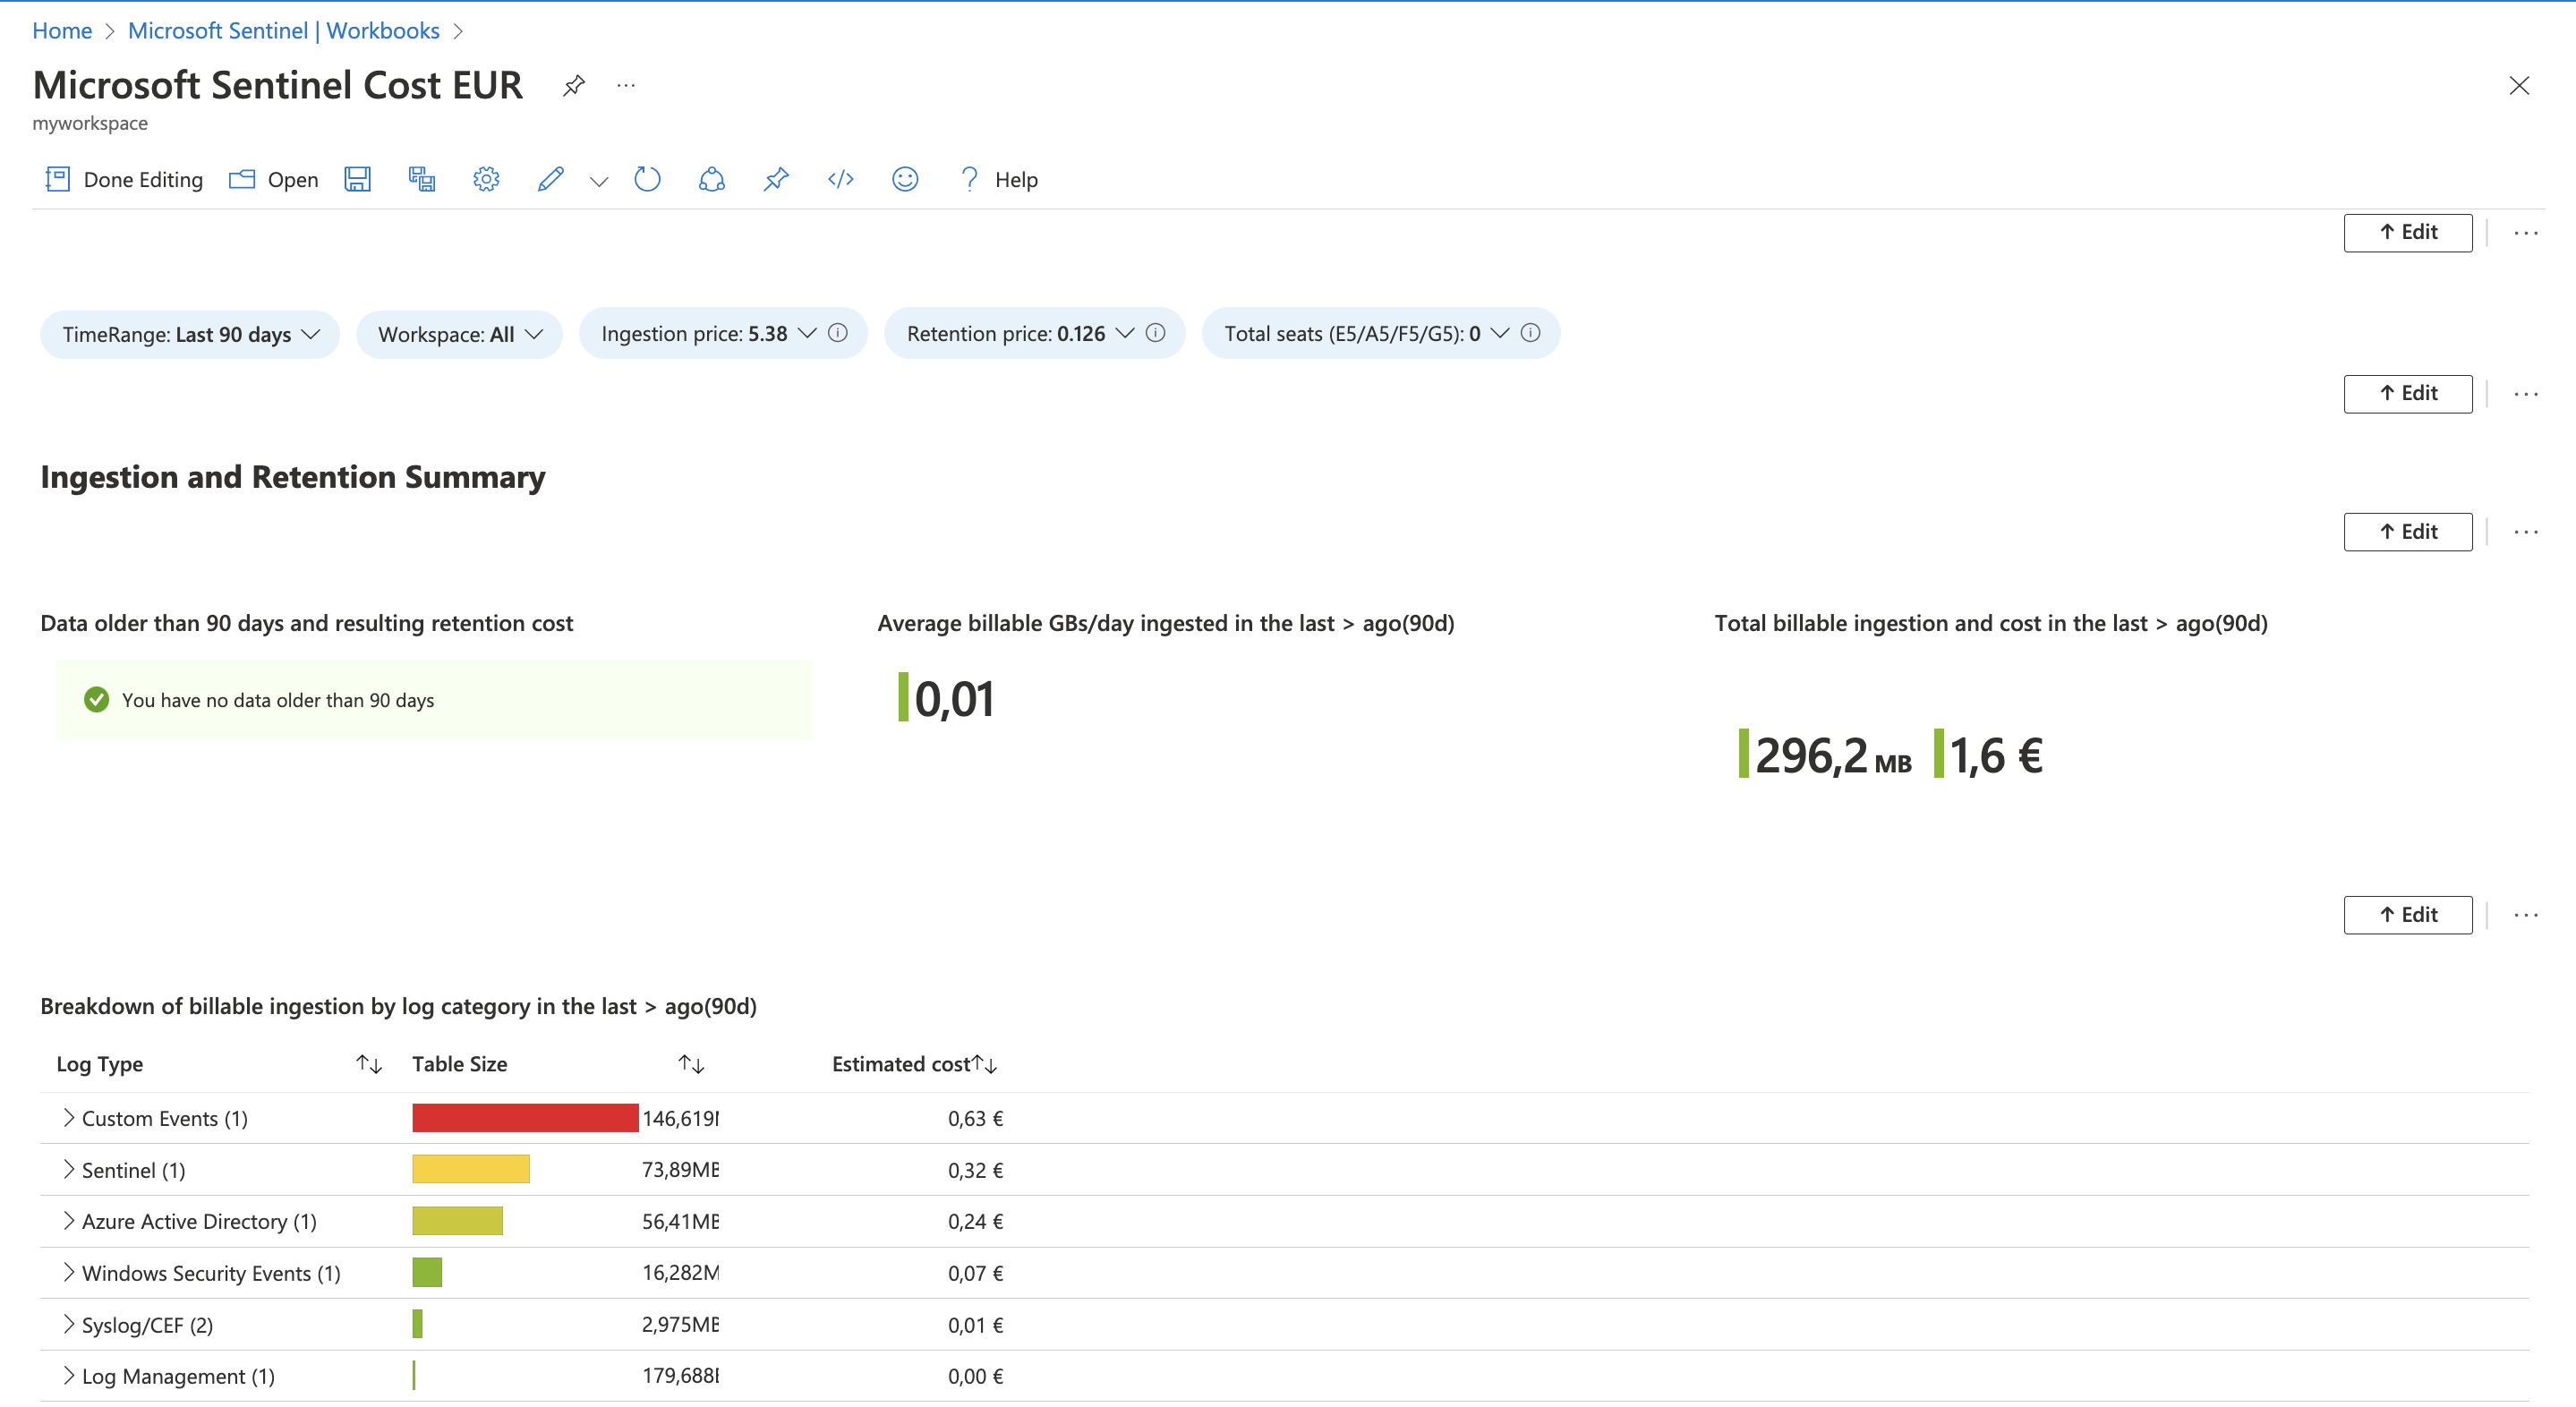 Home > Microsoft Sentinel | Workbooks >
Microsoft Sentinel Cost EUR ...
myworkspace
Done Editing Open Help
↑ Edit ...
TimeRange: Last 90 days Workspace: All Ingestion price: 5.38 Retention price: 0.126 Total seats (E5/A5/F5/G5): 0
↑ Edit ...
Ingestion and Retention Summary
↑ Edit ...
Data older than 90 days and resulting retention cost
You have no data older than 90 days
Average billable GBs/day ingested in the last > ago(90d)
0,01
Total billable ingestion and cost in the last > ago(90d)
296,2 MB 1,6 €
↑ Edit ...
Breakdown of billable ingestion by log category in the last > ago(90d)
Log Type ↑↓ Table Size ↑↓ Estimated cost↑↓
> Custom Events (1) 146,619 0,63 €
> Sentinel (1) 73,89MB 0,32 €
> Azure Active Directory (1) 56,41MB 0,24 €
> Windows Security Events (1) 16,282M 0,07 €
> Syslog/CEF (2) 2,975MB 0,01 €
> Log Management (1) 179,688 0,00 €